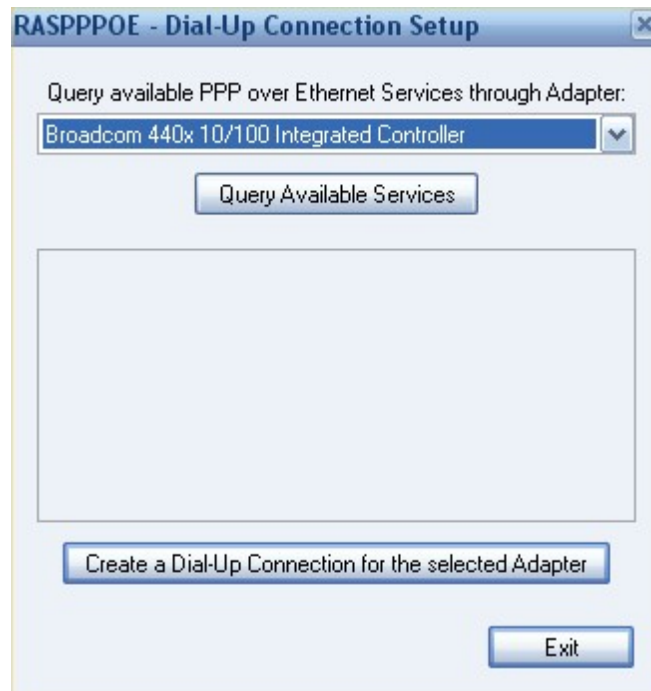 RASPPPOE - Dial-Up Connection Setup
Query available PPP over Ethernet Services through Adapter:
Broadcom 440x 10/100 Integrated Controller
Query Available Services
Create a Dial-Up Connection for the selected Adapter
Exit